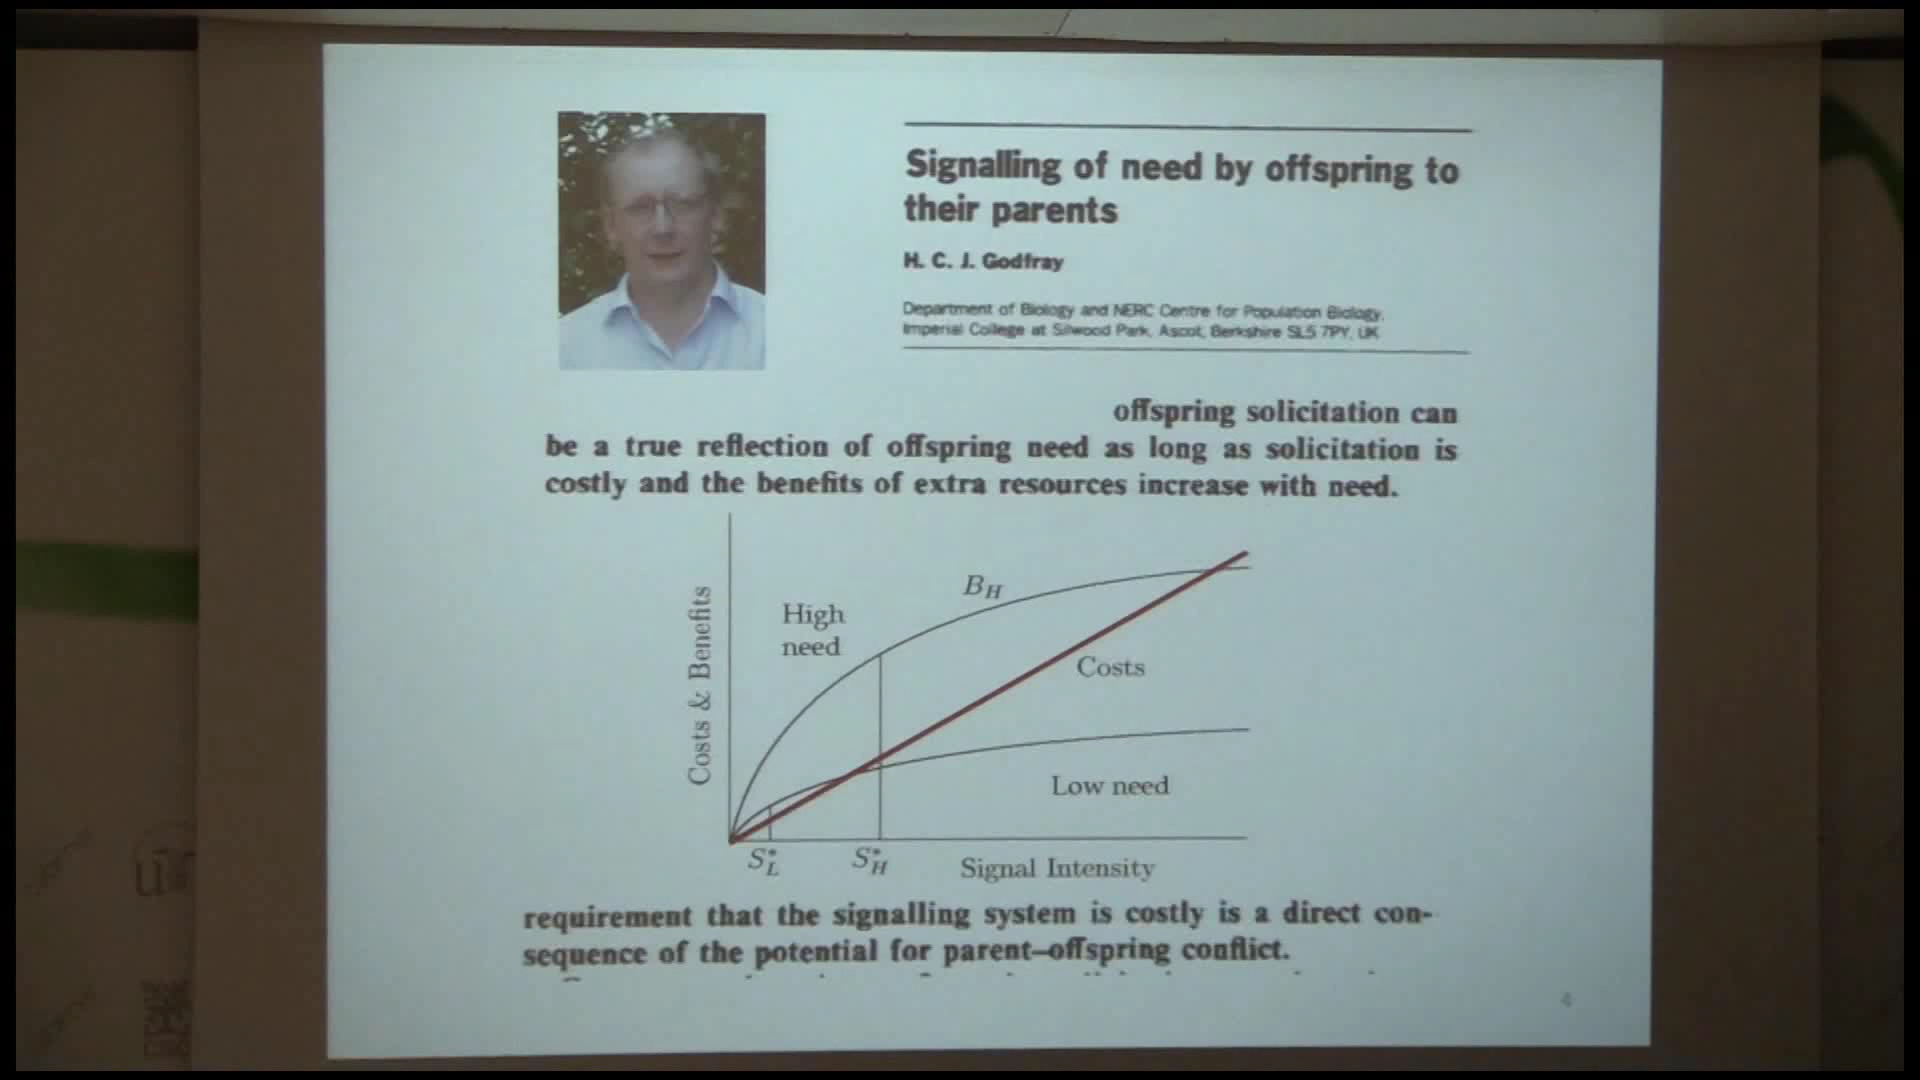 Signalling of need by offspring to
their parents
H. C. J. Godfray
Department of Biology and NERC Centre for Population Biology,
Imperial College at Silwood Park, Ascot, Berkshire SL5 7PY, UK
offspring solicitation can
be a true reflection of offspring need as long as solicitation is
costly and the benefits of extra resources increase with need.
Costs & Benefits
High
need
B_H
Costs
Low need
S*_L
S*_H
Signal Intensity
requirement that the signalling system is costly is a direct con-
sequence of the potential for parent–offspring conflict.
4